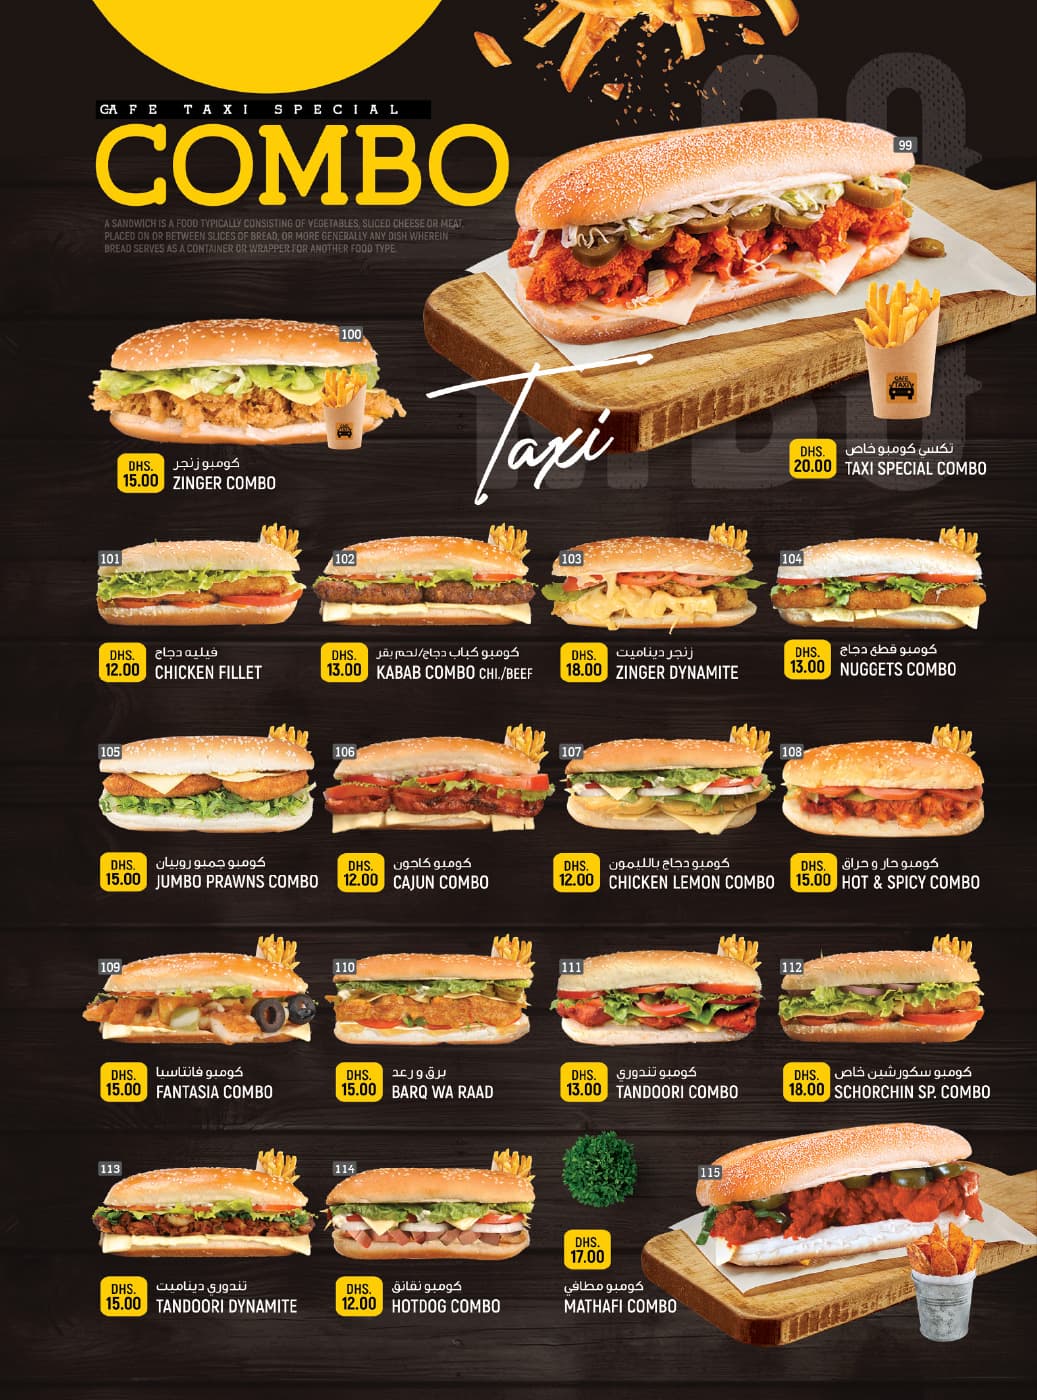 CAFE TAXI SPECIAL
COMBO
A SANDWICH IS A FOOD TYPICALLY CONSISTING OF VEGETABLES, SLICED CHEESE OR MEAT,
PLACED ON OR BETWEEN SLICES OF BREAD, OR MORE GENERALLY ANY DISH WHEREIN
BREAD SERVES AS A CONTAINER OR WRAPPER FOR ANOTHER FOOD TYPE.
99
CAFE
TAXI
Taxi
DHS.
20.00
تكسي كومبو خاص
TAXI SPECIAL COMBO
100
DHS.
15.00
كومبو زنجر
ZINGER COMBO
101
DHS.
12.00
فيليه دجاج
CHICKEN FILLET
102
DHS.
13.00
كومبو كباب دجاج/لحم بقر
KABAB COMBO CHI./BEEF
103
DHS.
18.00
زنجر ديناميت
ZINGER DYNAMITE
104
DHS.
13.00
كومبو قطع دجاج
NUGGETS COMBO
105
DHS.
15.00
كومبو جمبو روبيان
JUMBO PRAWNS COMBO
106
DHS.
12.00
كومبو كاجون
CAJUN COMBO
107
DHS.
12.00
كومبو دجاج بالليمون
CHICKEN LEMON COMBO
108
DHS.
15.00
كومبو حار و حراق
HOT & SPICY COMBO
109
DHS.
15.00
كومبو فانتاسيا
FANTASIA COMBO
110
DHS.
15.00
برق و رعد
BARQ WA RAAD
111
DHS.
13.00
كومبو تندوري
TANDOORI COMBO
112
DHS.
18.00
كومبو سكورشين خاص
SCHORCHIN SP. COMBO
113
DHS.
15.00
تندوري ديناميت
TANDOORI DYNAMITE
114
DHS.
12.00
كومبو نقانق
HOTDOG COMBO
115
DHS.
17.00
كومبو مطافي
MATHAFI COMBO